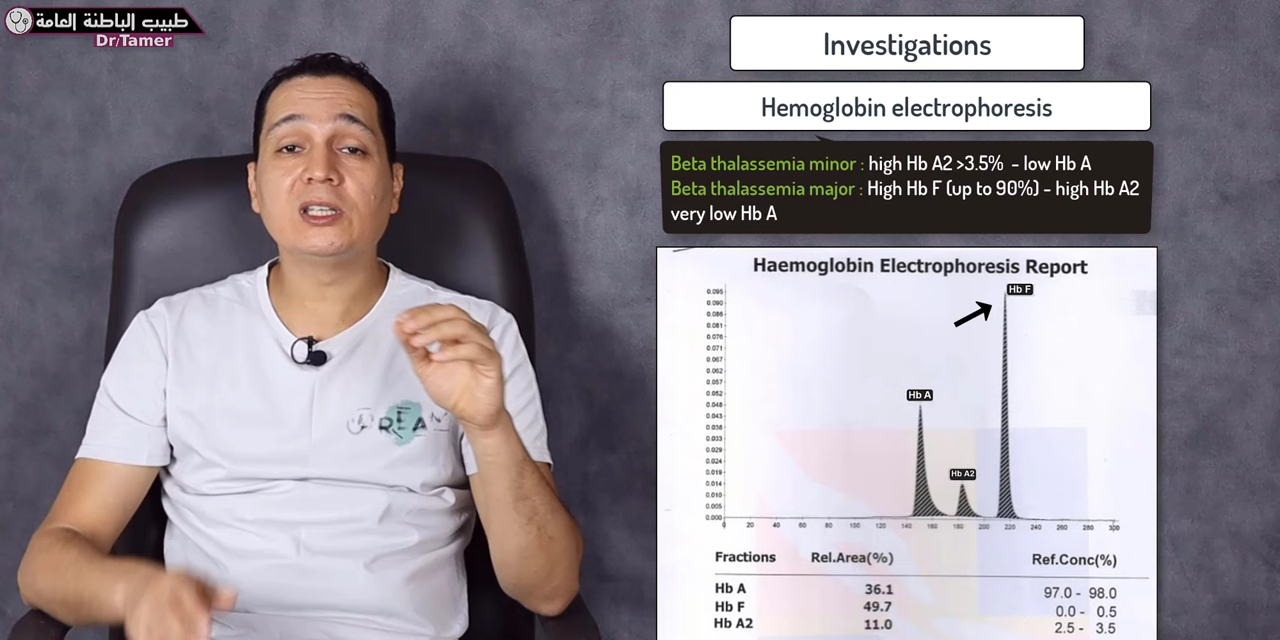 طبيب الباطنة العامة
Dr/Tamer
Investigations
Hemoglobin electrophoresis
Beta thalassemia minor : high Hb A2 >3.5% - low Hb A
Beta thalassemia major : High Hb F (up to 90%) - high Hb A2
very low Hb A
DREAM
Haemoglobin Electrophoresis Report
Hb F
Hb A
Hb A2
0.095
0.090
0.086
0.081
0.076
0.071
0.067
0.062
0.057
0.052
0.048
0.043
0.038
0.033
0.029
0.024
0.019
0.014
0.010
0.005
0.000
0 20 40 60 80 100 120 140 160 180 200 220 240 260 280 300
Fractions Rel.Area(%) Ref.Conc(%)
Hb A 36.1 97.0 - 98.0
Hb F 49.7 0.0 - 0.5
Hb A2 11.0 2.5 - 3.5